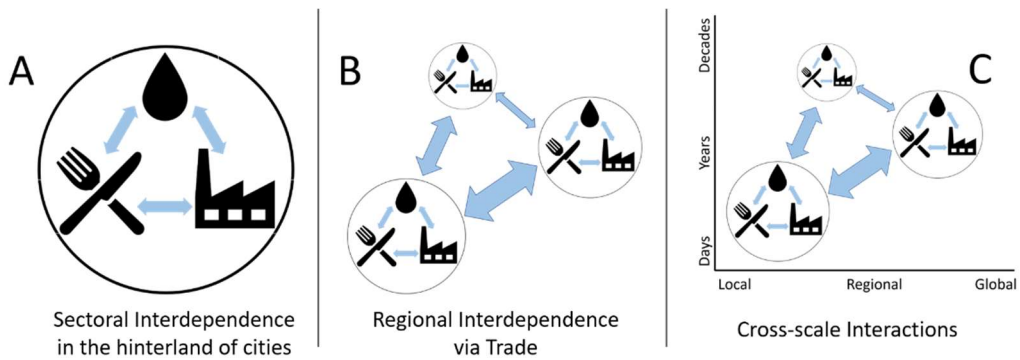 A
Sectoral Interdependence
in the hinterland of cities
B
Regional Interdependence
via Trade
C
Decades
Years
Days
Local
Regional
Global
Cross-scale Interactions